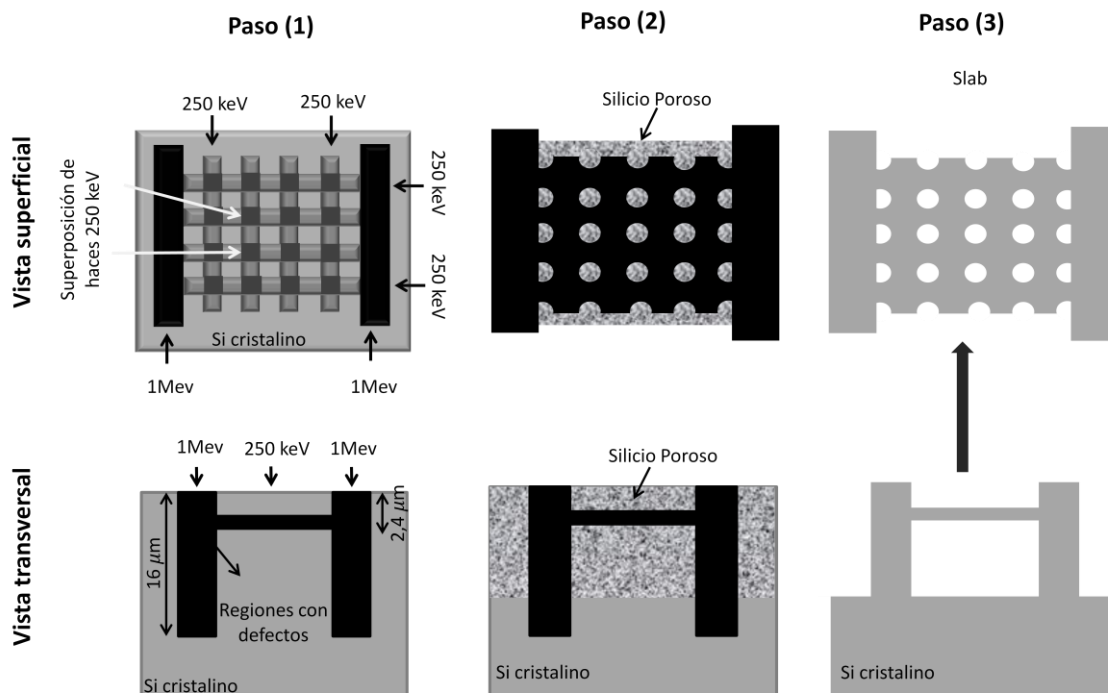 Paso (1)
Paso (2)
Paso (3)
Vista superficial
Superposición de
haces 250 keV
250 keV
250 keV
250 keV
250 keV
Si cristalino
1Mev
1Mev
Silicio Poroso
Slab
Vista transversal
1Mev
250 keV
1Mev
16 μm
2,4 μm
Regiones con
defectos
Si cristalino
Silicio Poroso
Si cristalino
Si cristalino